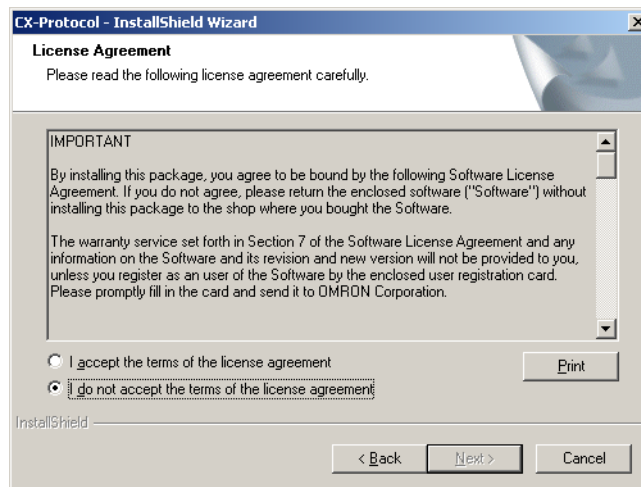 CX-Protocol - InstallShield Wizard
License Agreement
Please read the following license agreement carefully.
IMPORTANT
By installing this package, you agree to be bound by the following Software License
Agreement. If you do not agree, please return the enclosed software ("Software") without
installing this package to the shop where you bought the Software.
The warranty service set forth in Section 7 of the Software License Agreement and any
information on the Software and its revision and new version will not be provided to you,
unless you register as an user of the Software by the enclosed user registration card.
Please promptly fill in the card and send it to OMRON Corporation.
I accept the terms of the license agreement
Print
I do not accept the terms of the license agreement
InstallShield
< Back
Next >
Cancel